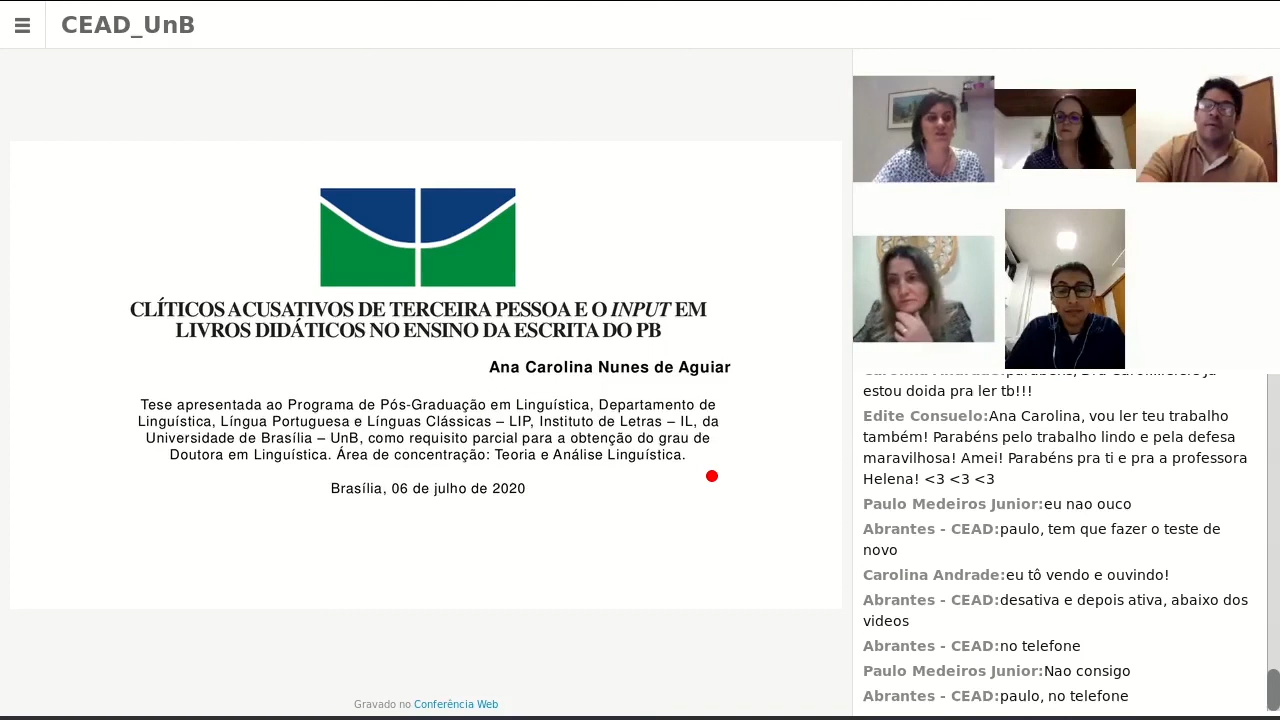 CEAD_UnB
CLÍTICOS ACUSATIVOS DE TERCEIRA PESSOA E O INPUT EM
LIVROS DIDÁTICOS NO ENSINO DA ESCRITA DO PB
Ana Carolina Nunes de Aguiar
Tese apresentada ao Programa de Pós-Graduação em Linguística, Departamento de
Linguística, Língua Portuguesa e Línguas Clássicas – LIP, Instituto de Letras – IL, da
Universidade de Brasília – UnB, como requisito parcial para a obtenção do grau de
Doutora em Linguística. Área de concentração: Teoria e Análise Linguística.
Brasília, 06 de julho de 2020
Gravado no Conferência Web
estou doida pra ler tb!!!
Edite Consuelo:Ana Carolina, vou ler teu trabalho
também! Parabéns pelo trabalho lindo e pela defesa
maravilhosa! Amei! Parabéns pra ti e pra a professora
Helena! <3 <3 <3
Paulo Medeiros Junior:eu nao ouco
Abrantes - CEAD:paulo, tem que fazer o teste de
novo
Carolina Andrade:eu tô vendo e ouvindo!
Abrantes - CEAD:desativa e depois ativa, abaixo dos
videos
Abrantes - CEAD:no telefone
Paulo Medeiros Junior:Nao consigo
Abrantes - CEAD:paulo, no telefone